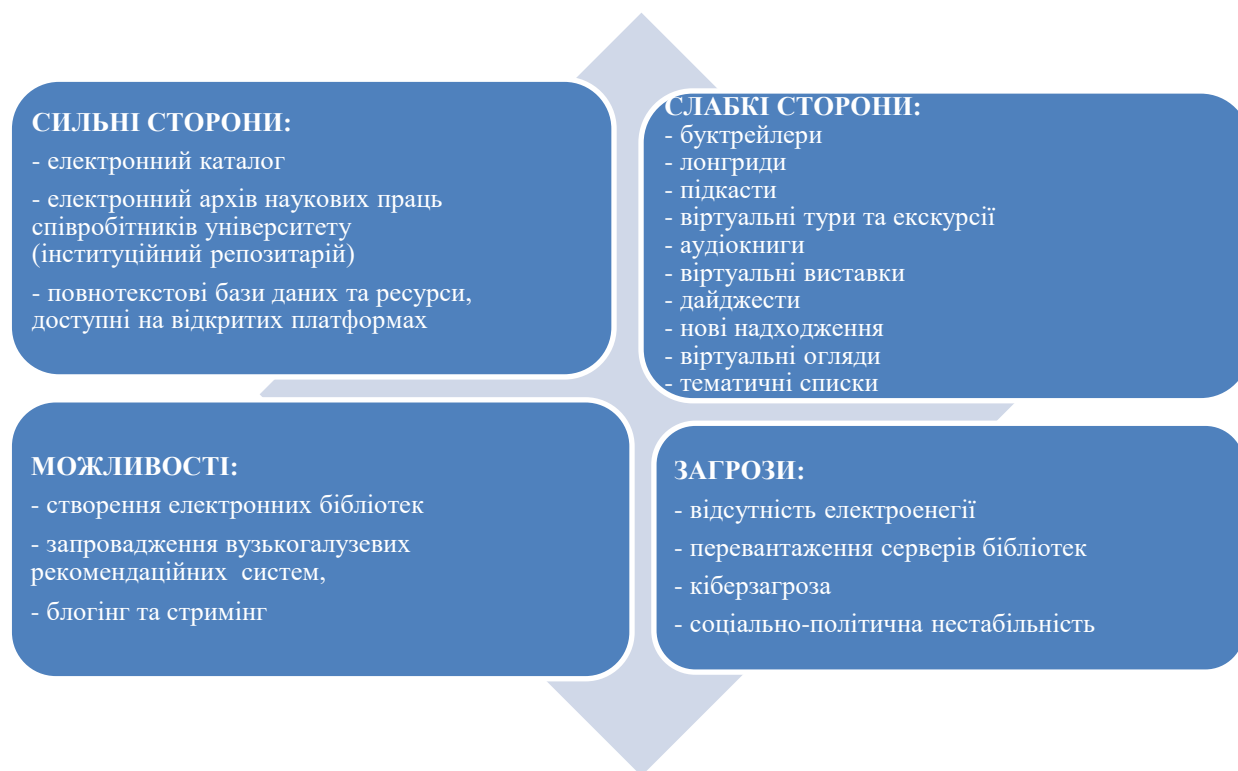 СИЛЬНІ СТОРОНИ:
- електронний каталог
- електронний архів наукових праць
співробітників університету
(інституційний репозитарій)
- повнотекстові бази даних та ресурси,
доступні на відкритих платформах
СЛАБКІ СТОРОНИ:
- буктрейлери
- лонгриди
- підкасти
- віртуальні тури та екскурсії
- аудіокниги
- віртуальні виставки
- дайджести
- нові надходження
- віртуальні огляди
- тематичні списки
МОЖЛИВОСТІ:
- створення електронних бібліотек
- запровадження вузькогалузевих
рекомендаційних систем,
- блогінг та стримінг
ЗАГРОЗИ:
- відсутність електроенегії
- перевантаження серверів бібліотек
- кіберзагроза
- соціально-політична нестабільність